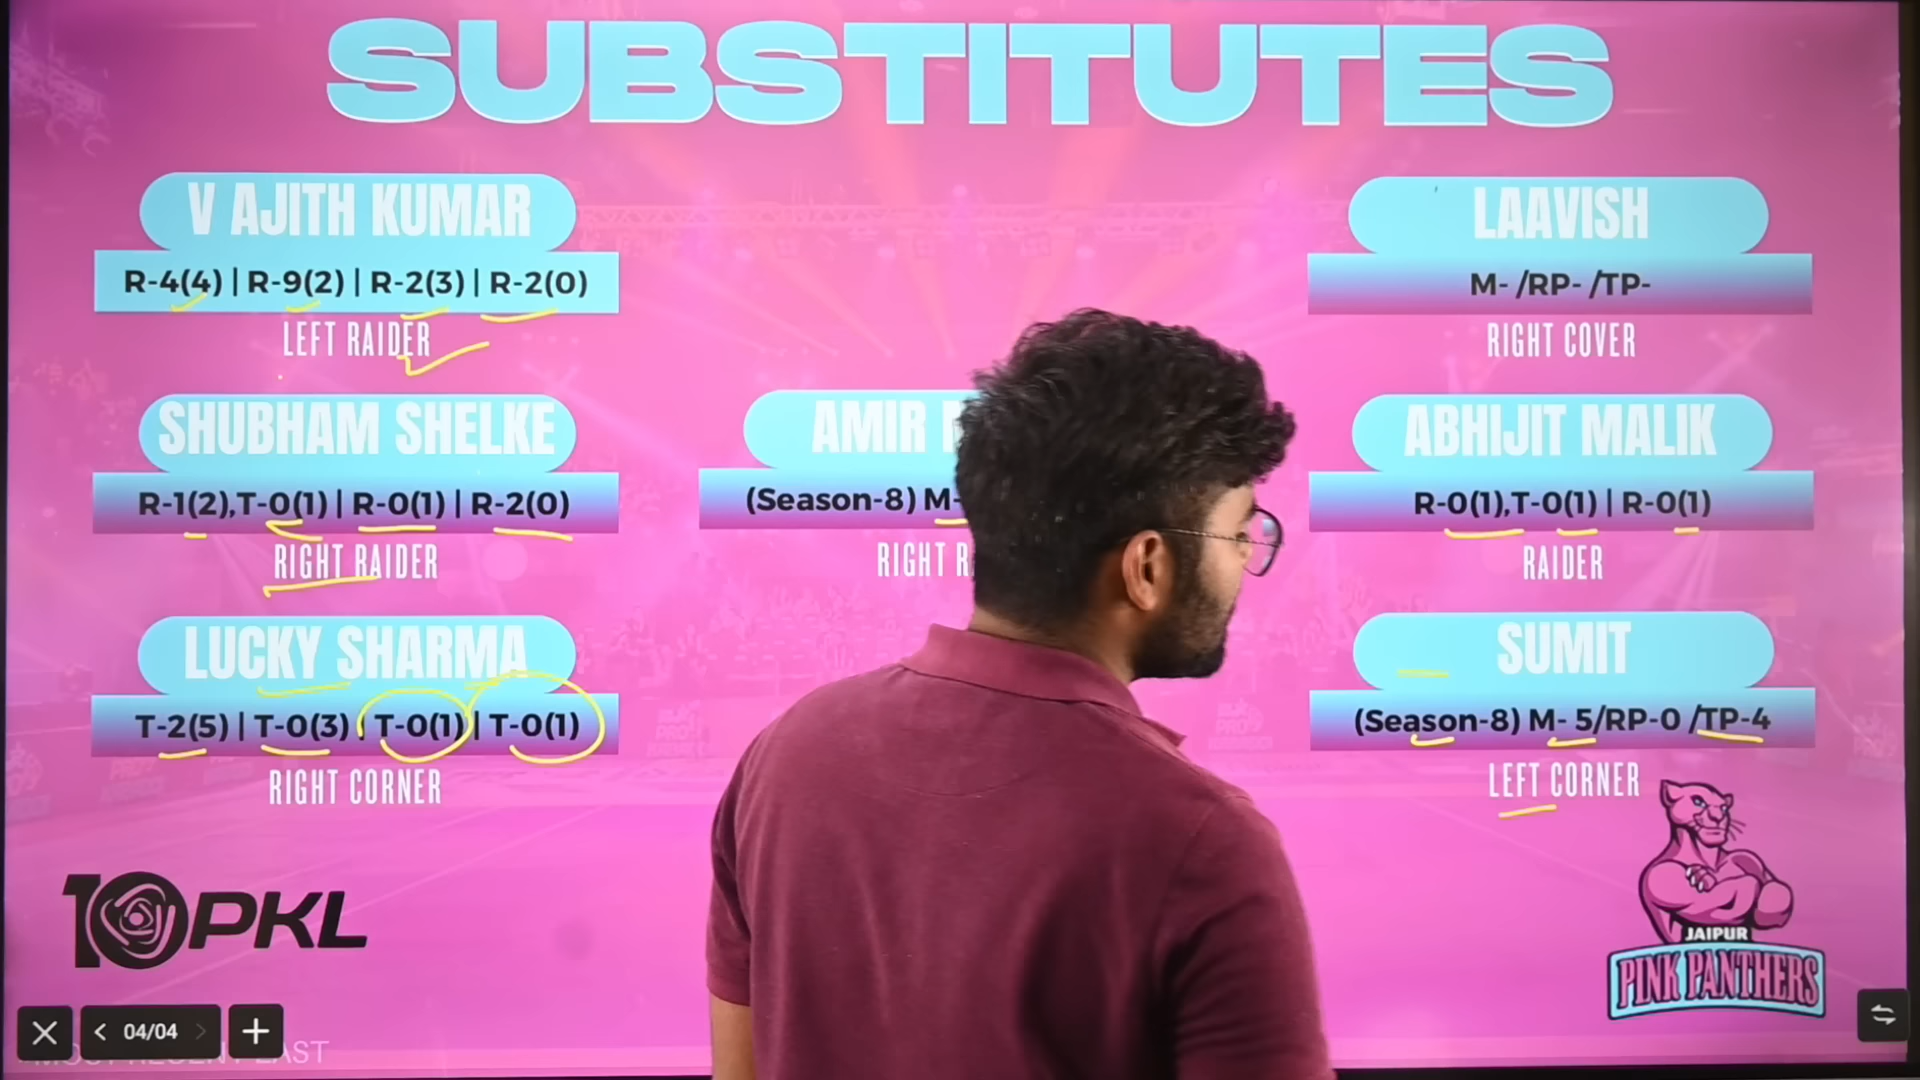 SUBSTITUTES
V AJITH KUMAR
R-4(4) | R-9(2) | R-2(3) | R-2(0)
LEFT RAIDER
LAAVISH
M- /RP- /TP-
RIGHT COVER
SHUBHAM SHELKE
R-1(2),T-0(1) | R-0(1) | R-2(0)
RIGHT RAIDER
AMIR
(Season-8) M-
RIGHT
ABHIJIT MALIK
R-0(1),T-0(1) | R-0(1)
RAIDER
LUCKY SHARMA
T-2(5) | T-0(3) | T-0(1) | T-0(1)
RIGHT CORNER
SUMIT
(Season-8) M- 5/RP-0 /TP-4
LEFT CORNER
10 PKL
JAIPUR
PINK PANTHERS
04/04